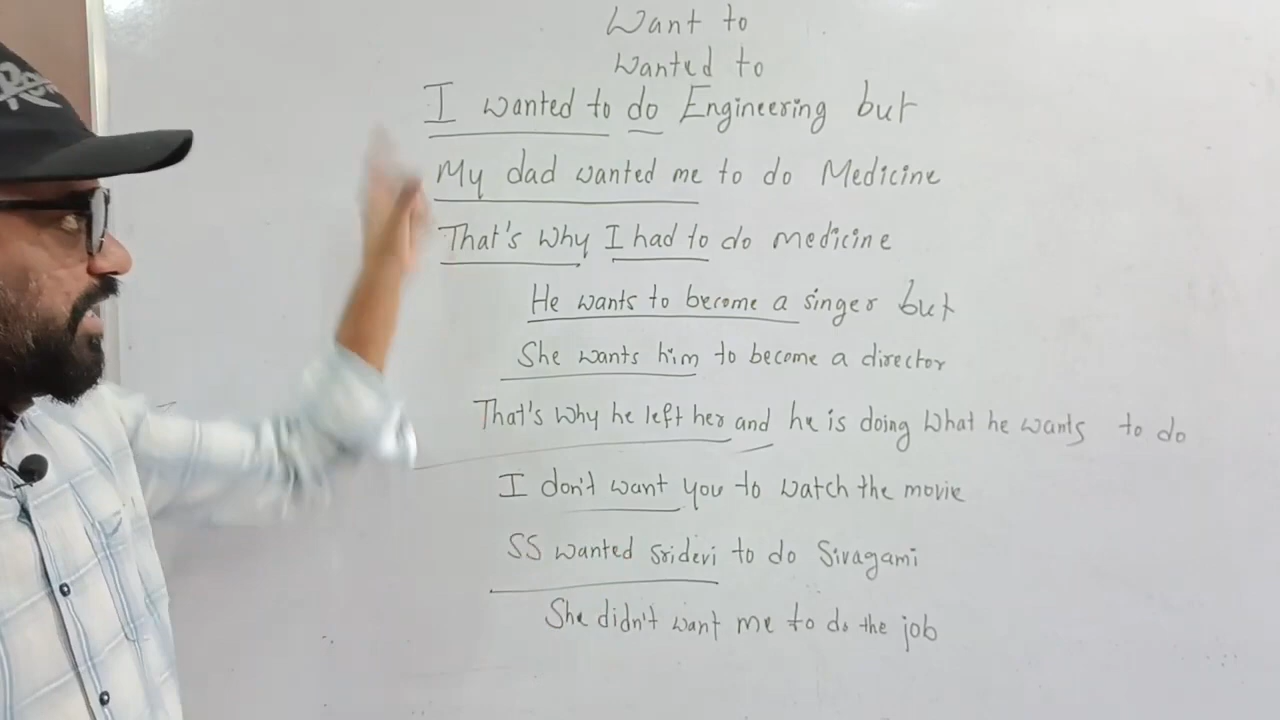 Want to
Wanted to
I wanted to do Engineering but
My dad wanted me to do Medicine
That's why I had to do medicine
He wants to become a singer but
She wants him to become a director
That's why he left her and he is doing what he wants to do
I don't want you to watch the movie
SS wanted Sridevi to do Sivagami
She didn't want me to do the job